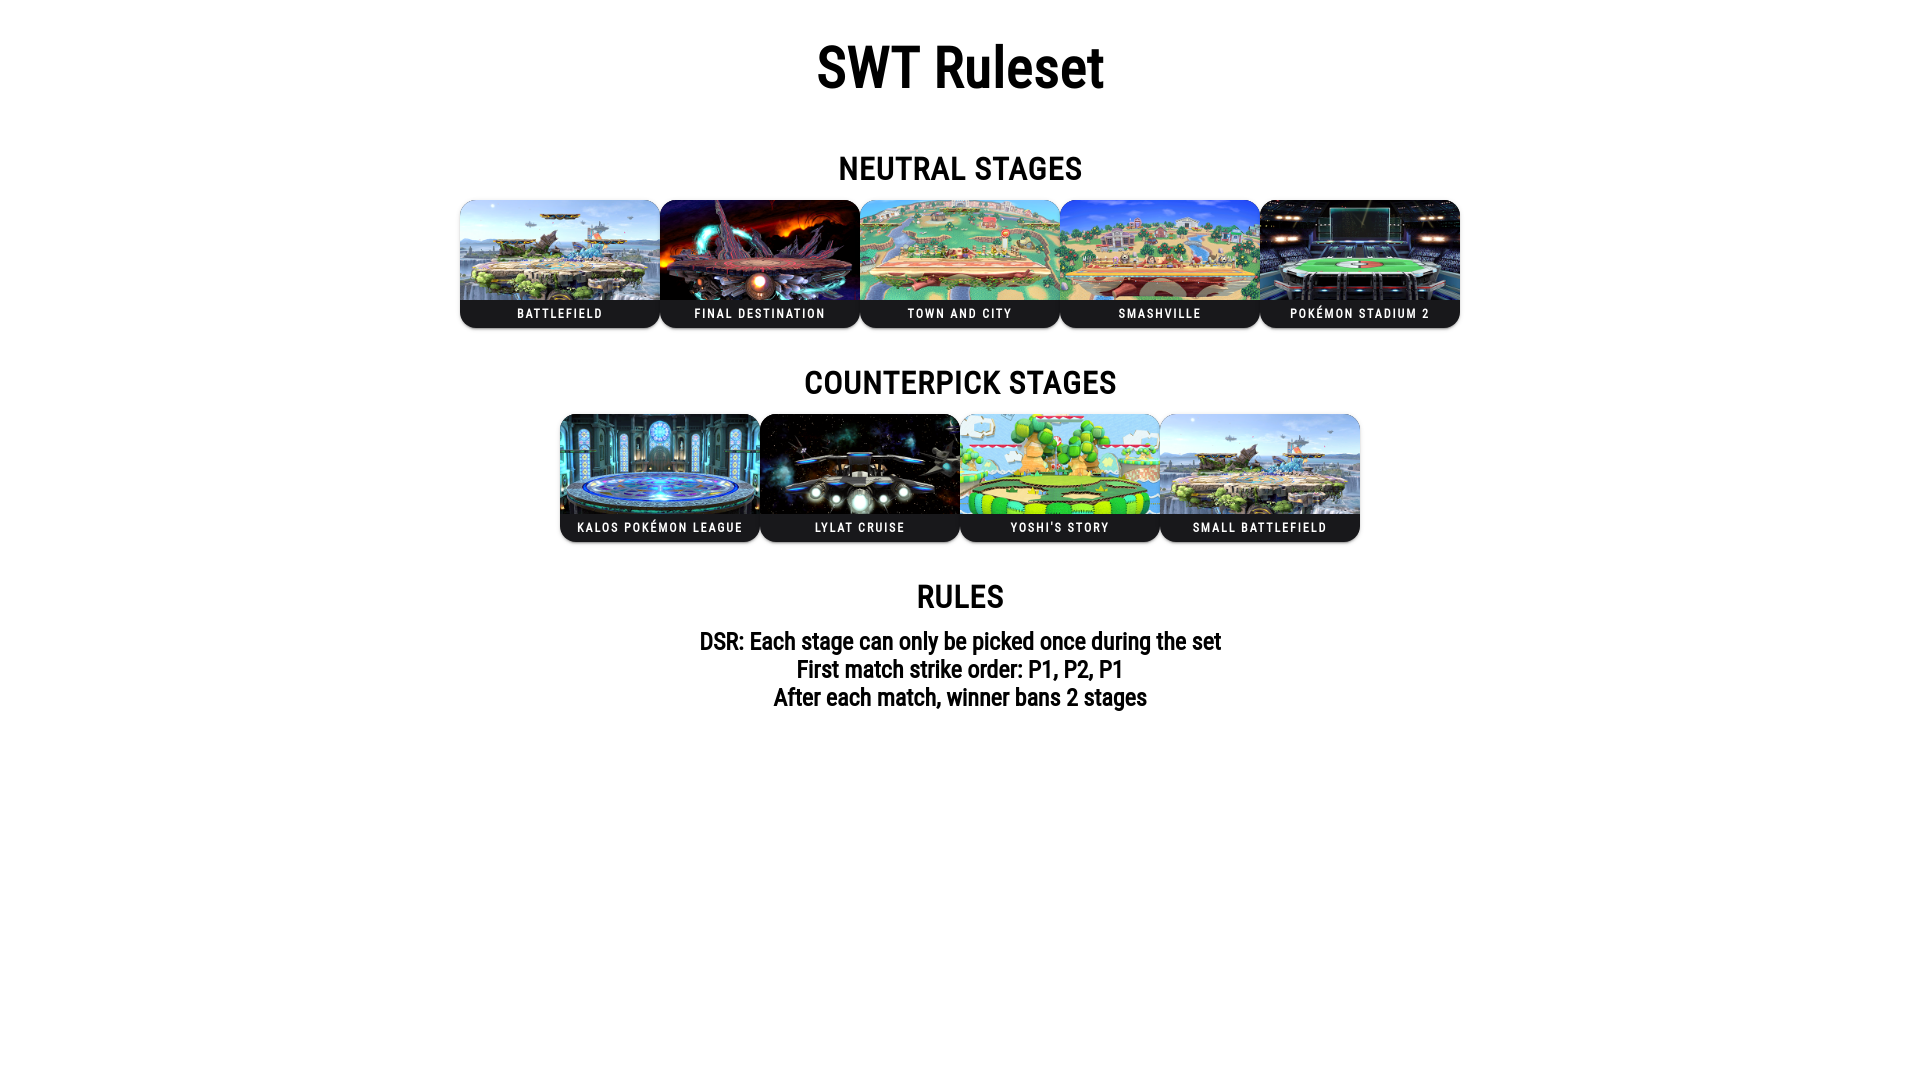 SWT Ruleset
NEUTRAL STAGES
BATTLEFIELD
FINAL DESTINATION
TOWN AND CITY
SMASHVILLE
POKÉMON STADIUM 2
COUNTERPICK STAGES
KALOS POKÉMON LEAGUE
LYLAT CRUISE
YOSHI'S STORY
SMALL BATTLEFIELD
RULES
DSR: Each stage can only be picked once during the set
First match strike order: P1, P2, P1
After each match, winner bans 2 stages